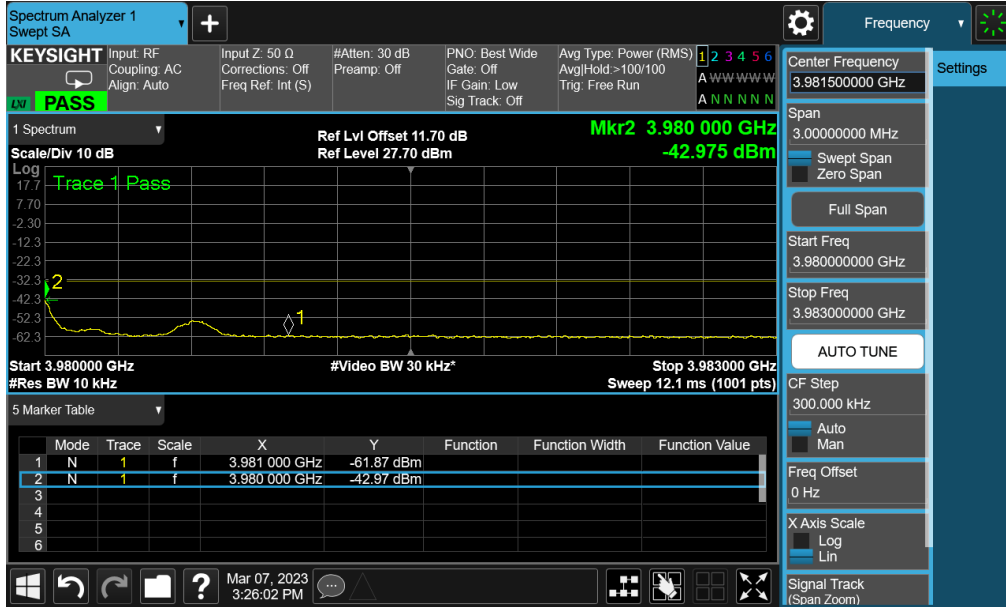 Spectrum Analyzer 1
Swept SA
Frequency
KEYSIGHT
LXI
PASS
Input: RF
Coupling: AC
Align: Auto
Input Z: 50 Ω
Corrections: Off
Freq Ref: Int (S)
#Atten: 30 dB
Preamp: Off
PNO: Best Wide
Gate: Off
IF Gain: Low
Sig Track: Off
Avg Type: Power (RMS)
Avg|Hold:>100/100
Trig: Free Run
1 2 3 4 5 6
A W W W W W
A N N N N N
1 Spectrum
Scale/Div 10 dB
Ref Lvl Offset 11.70 dB
Ref Level 27.70 dBm
Mkr2 3.980 000 GHz
-42.975 dBm
Log
Trace 1 Pass
17.7
7.70
-2.30
-12.3
-22.3
-32.3
-42.3
-52.3
-62.3
2
1
Start 3.980000 GHz
#Res BW 10 kHz
#Video BW 30 kHz*
Stop 3.983000 GHz
Sweep 12.1 ms (1001 pts)
5 Marker Table
Mode Trace Scale X Y Function Function Width Function Value
1 N 1 f 3.981 000 GHz -61.87 dBm
2 N 1 f 3.980 000 GHz -42.97 dBm
3
4
5
6
Mar 07, 2023
3:26:02 PM
Center Frequency
3.981500000 GHz
Settings
Span
3.00000000 MHz
Swept Span
Zero Span
Full Span
Start Freq
3.980000000 GHz
Stop Freq
3.983000000 GHz
AUTO TUNE
CF Step
300.000 kHz
Auto
Man
Freq Offset
0 Hz
X Axis Scale
Log
Lin
Signal Track
(Span Zoom)